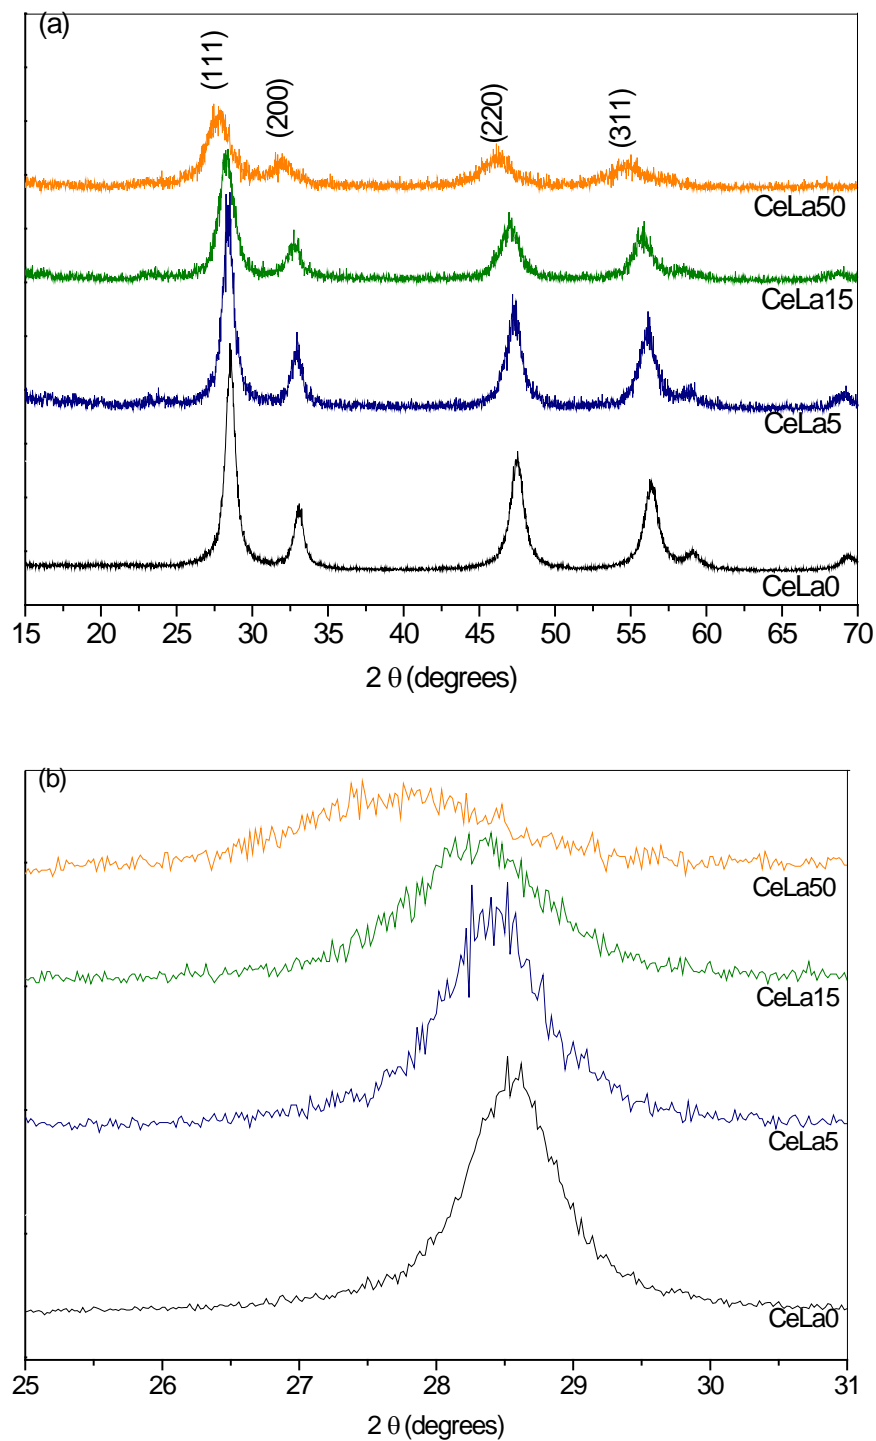 (a)
(111)
(200)
(220)
(311)
CeLa50
CeLa15
CeLa5
CeLa0
15 20 25 30 35 40 45 50 55 60 65 70
2 θ (degrees)
(b)
CeLa50
CeLa15
CeLa5
CeLa0
25 26 27 28 29 30 31
2 θ (degrees)